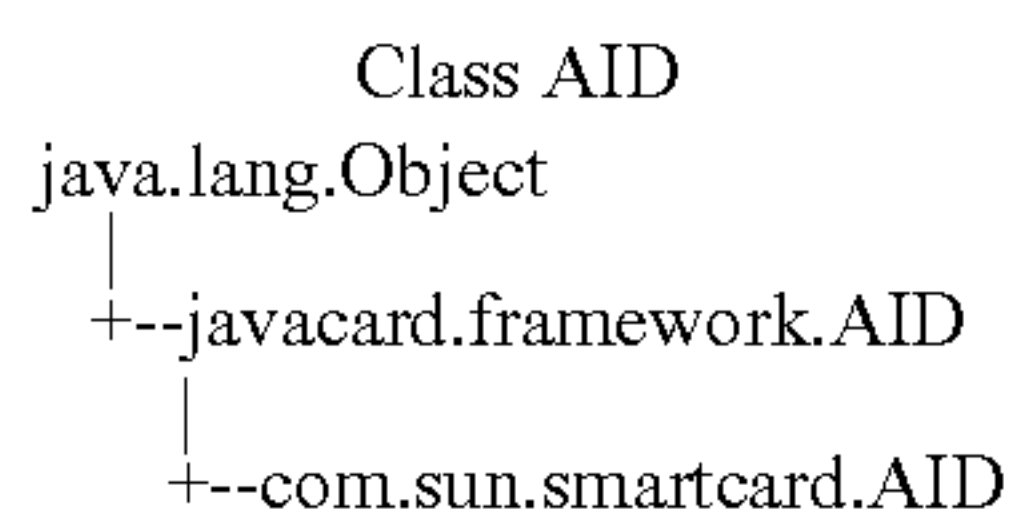 Class AID
java.lang.Object
|
+--javacard.framework.AID
|
+--com.sun.smartcard.AID